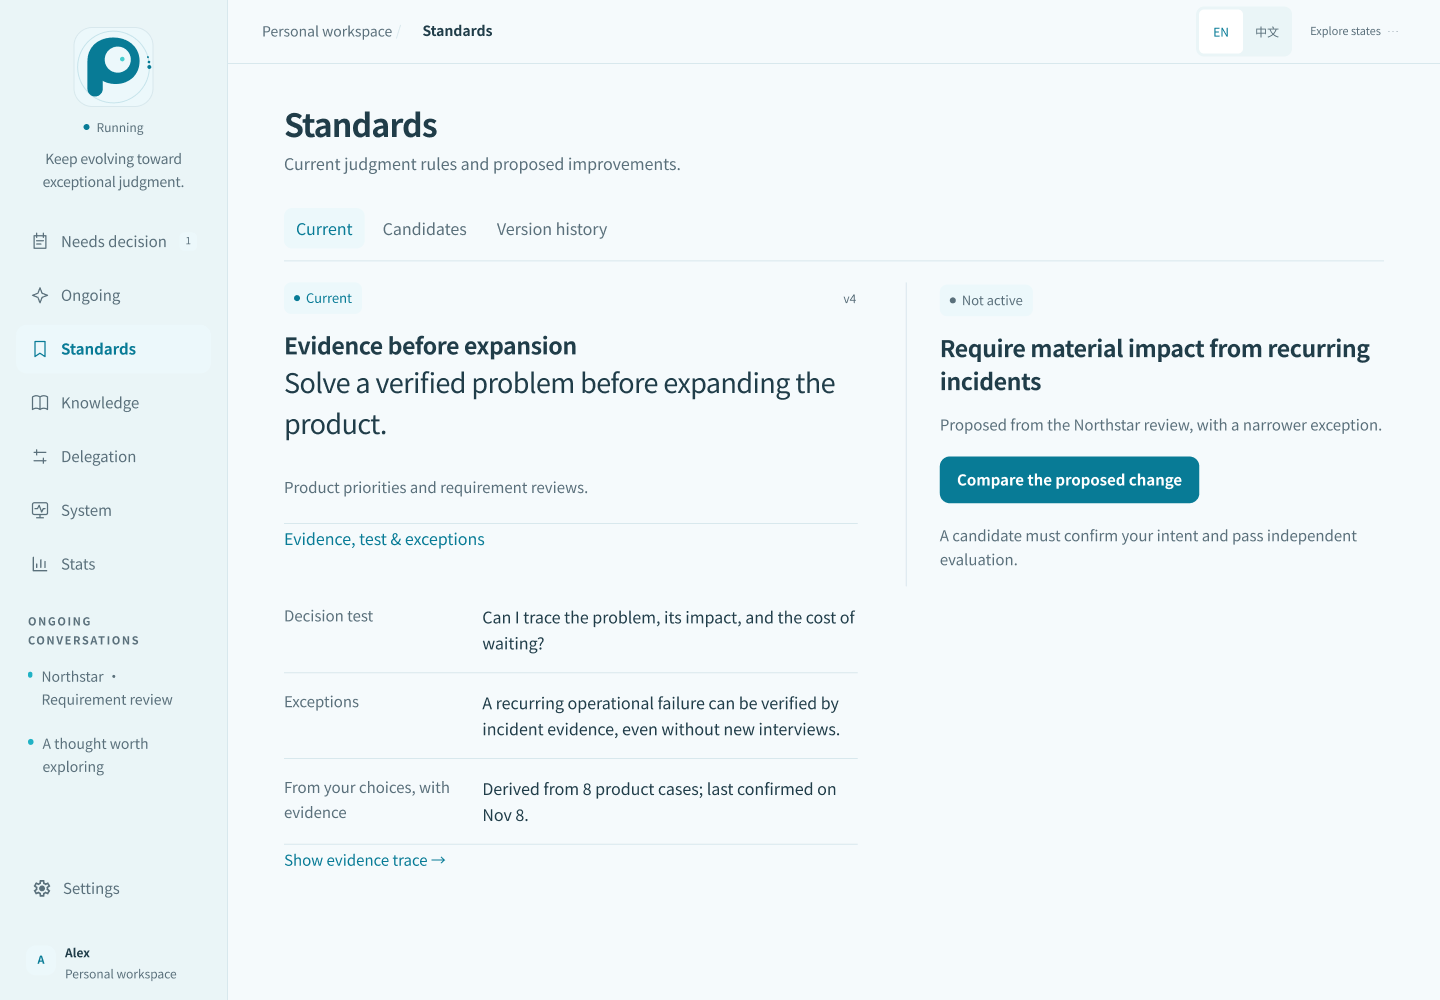 Running
Keep evolving toward
exceptional judgment.
Needs decision 1
Ongoing
Standards
Knowledge
Delegation
System
Stats
ONGOING
CONVERSATIONS
Northstar •
Requirement review
A thought worth
exploring
Settings
A
Alex
Personal workspace
Personal workspace / Standards
EN 中文 Explore states ···
Standards
Current judgment rules and proposed improvements.
Current Candidates Version history
Current v4
Evidence before expansion
Solve a verified problem before expanding the
product.
Product priorities and requirement reviews.
Evidence, test & exceptions
Decision test
Can I trace the problem, its impact, and the cost of
waiting?
Exceptions
A recurring operational failure can be verified by
incident evidence, even without new interviews.
From your choices, with
evidence
Derived from 8 product cases; last confirmed on
Nov 8.
Show evidence trace →
Not active
Require material impact from recurring
incidents
Proposed from the Northstar review, with a narrower exception.
Compare the proposed change
A candidate must confirm your intent and pass independent
evaluation.